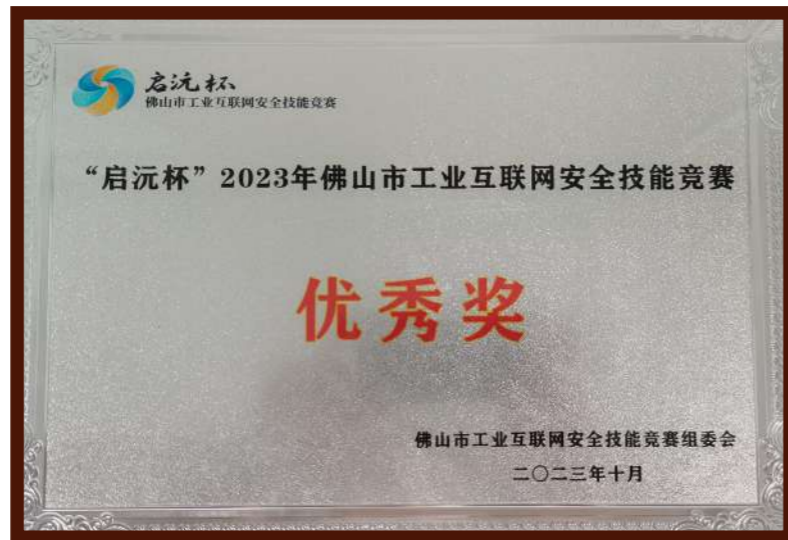 启沅杯
佛山市工业互联网安全技能竞赛
“启沅杯”2023年佛山市工业互联网安全技能竞赛
优秀奖
佛山市工业互联网安全技能竞赛组委会
二〇二三年十月